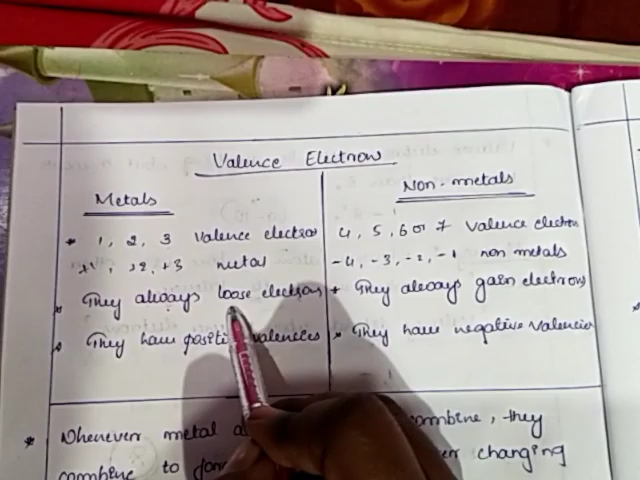 Valence Electron
Metals
* 1, 2, 3 Valence electron
+1, +2, +3 metal
* They always loose electrons
* They have positi valencies
Non-metals
4, 5, 6 or 7 Valence electron
-4, -3, -2, -1 non metals
* They always gain electrons
* They have negative Valencies
* Whenever metal combine, they
combine to changing